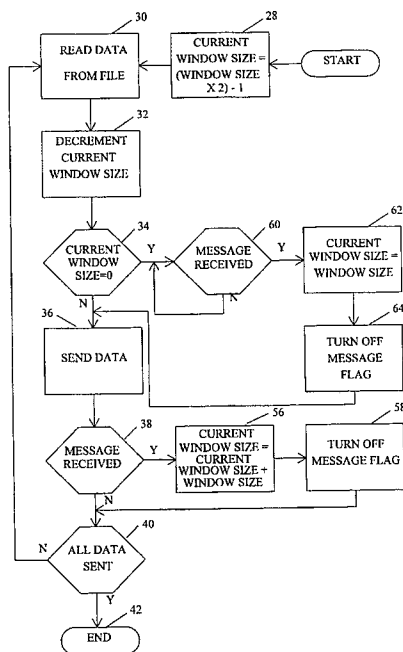 30
READ DATA
FROM FILE
28
CURRENT
WINDOW SIZE =
(WINDOW SIZE
X 2) - 1
START
32
DECREMENT
CURRENT
WINDOW SIZE
34
CURRENT
WINDOW
SIZE=0
Y
N
60
MESSAGE
RECEIVED
Y
N
62
CURRENT
WINDOW SIZE =
WINDOW SIZE
64
TURN OFF
MESSAGE
FLAG
36
SEND DATA
38
MESSAGE
RECEIVED
Y
N
56
CURRENT
WINDOW SIZE =
CURRENT
WINDOW SIZE +
WINDOW SIZE
58
TURN OFF
MESSAGE FLAG
40
ALL DATA
SENT
N
Y
42
END